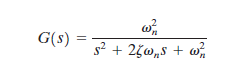 G(s) = ω_n^2 / (s^2 + 2ζω_n s + ω_n^2)